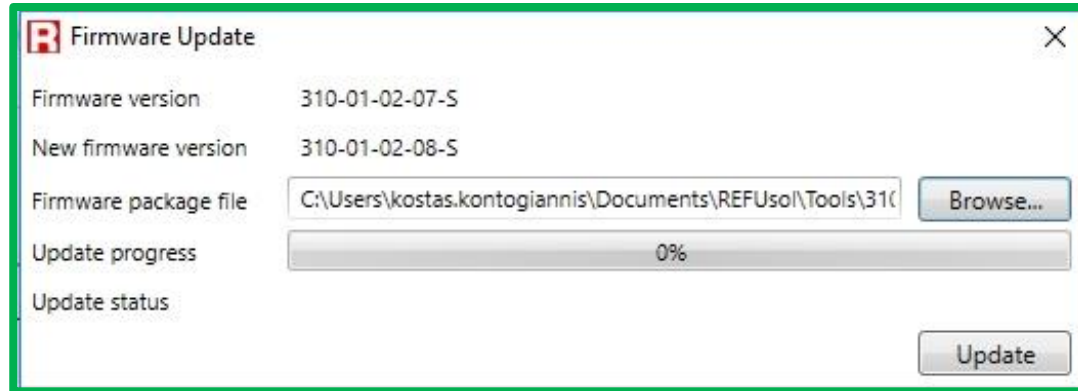 R Firmware Update
Firmware version 310-01-02-07-S
New firmware version 310-01-02-08-S
Firmware package file C:\Users\kostas.kontogiannis\Documents\REFUsol\Tools\31( Browse...
Update progress 0%
Update status
Update